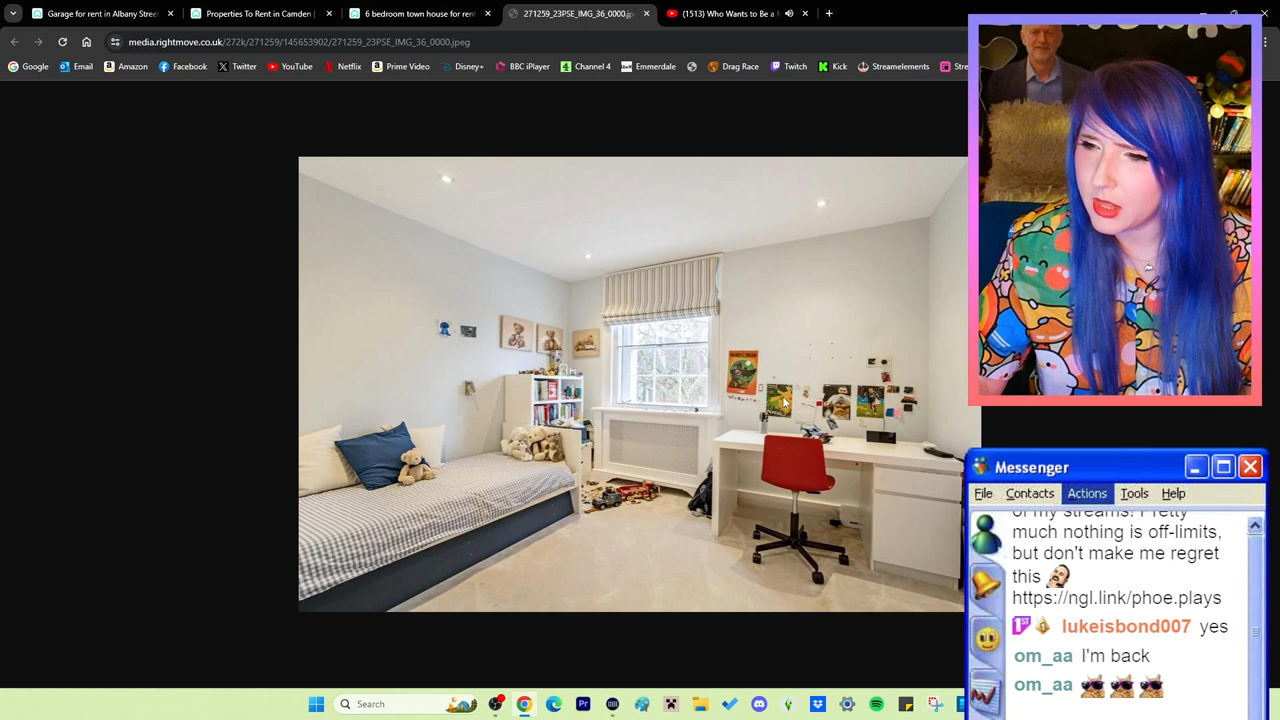 Garage for rent in Albany Street
Properties To Rent in Camden
6 bedroom town house for rent
271259_23PSE_IMG_36_0000.jp
(1513) Who Wants to Be a
media.rightmove.co.uk/272k/271259/145653902/271259_23PSE_IMG_36_0000.jpeg
Google Email Amazon Facebook Twitter YouTube Netflix Prime Video Disney+ BBC iPlayer Channel 4 Emmerdale Drag Race Twitch Kick Streamelements Stre
Messenger
File Contacts Actions Tools Help
of my streams! Pretty
much nothing is off-limits,
but don't make me regret
this
https://ngl.link/phoe.plays
1ST lukeisbond007 yes
om_aa I'm back
om_aa
Search